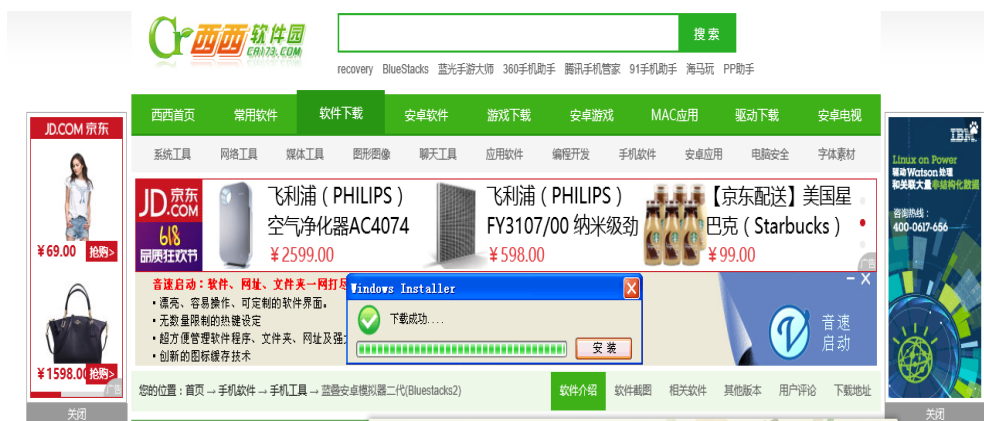 西西软件园
CR173.COM
搜索
recovery BlueStacks 蓝光手游大师 360手机助手 腾讯手机管家 91手机助手 海马玩 PP助手
西西首页 常用软件 软件下载 安卓软件 游戏下载 安卓游戏 MAC应用 驱动下载 安卓电视
系统工具 网络工具 媒体工具 图形图像 聊天工具 应用软件 编程开发 手机软件 安卓应用 电脑安全 字体素材
JD.COM 京东
¥69.00 抢购>
¥1598.00 抢购>
广告
关闭
JD 京东 .COM
618
品质狂欢节
飞利浦(PHILIPS)
空气净化器AC4074
¥2599.00
飞利浦(PHILIPS)
FY3107/00 纳米级劲
¥598.00
【京东配送】美国星
巴克(Starbucks)
¥99.00
广告
音速启动:软件、网址、文件夹一网打尽
·漂亮、容易操作、可定制的软件界面。
·无数量限制的热键设定
·超方便管理软件程序、文件夹、网址及强
·创新的图标缓存技术
Windows Installer
下载成功....
安装
音速
启动
您的位置:首页→手机软件→手机工具→蓝叠安卓模拟器二代(Bluestacks2)
软件介绍 软件截图 相关软件 其他版本 用户评论 下载地址
IBM
Linux on Power
驱动Watson处理
和关联大量非结构化数据
咨询热线:
400-0617-656
广告
关闭